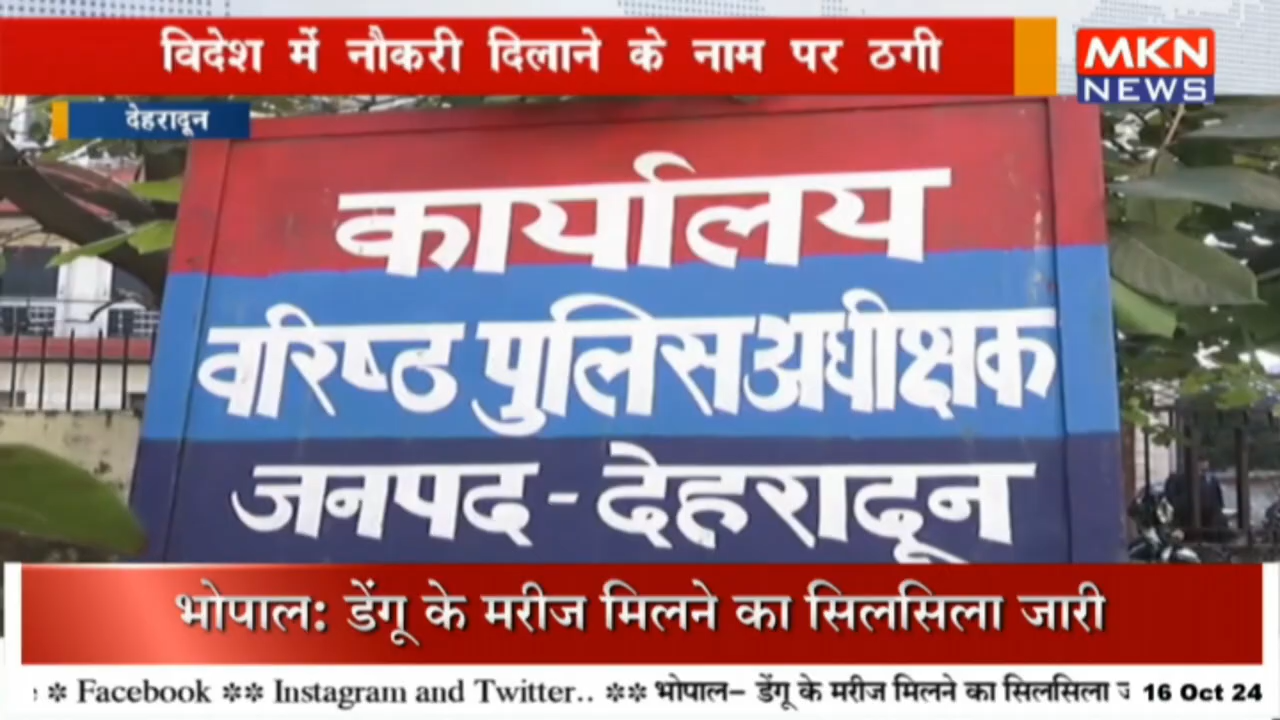 विदेश में नौकरी दिलाने के नाम पर ठगी
MKN
NEWS
देहरादून
कार्यालय
वरिष्ठ पुलिस अधीक्षक
जनपद - देहरादून
भोपाल: डेंगू के मरीज मिलने का सिलसिला जारी
* Facebook ** Instagram and Twitter.. ** भोपाल– डेंगू के मरीज मिलने का सिलसिला 16 Oct 24